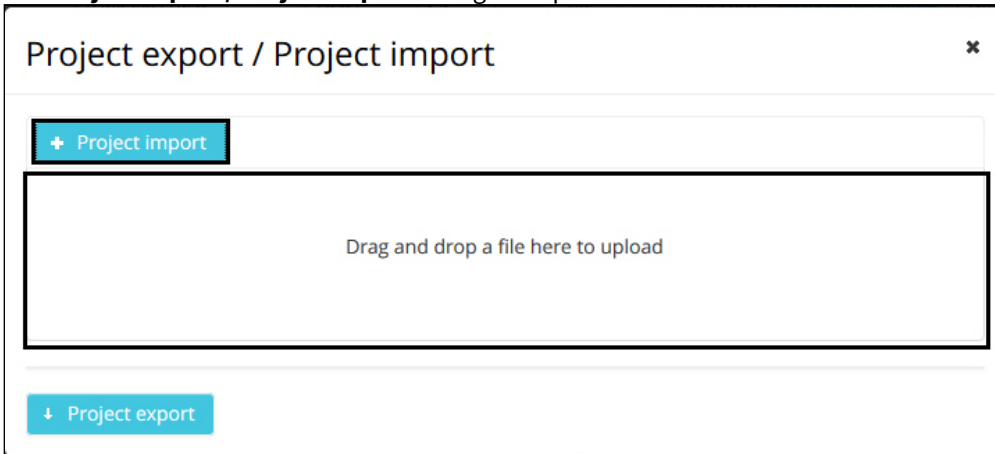 Project export / Project import
Project import
Drag and drop a file here to upload
Project export